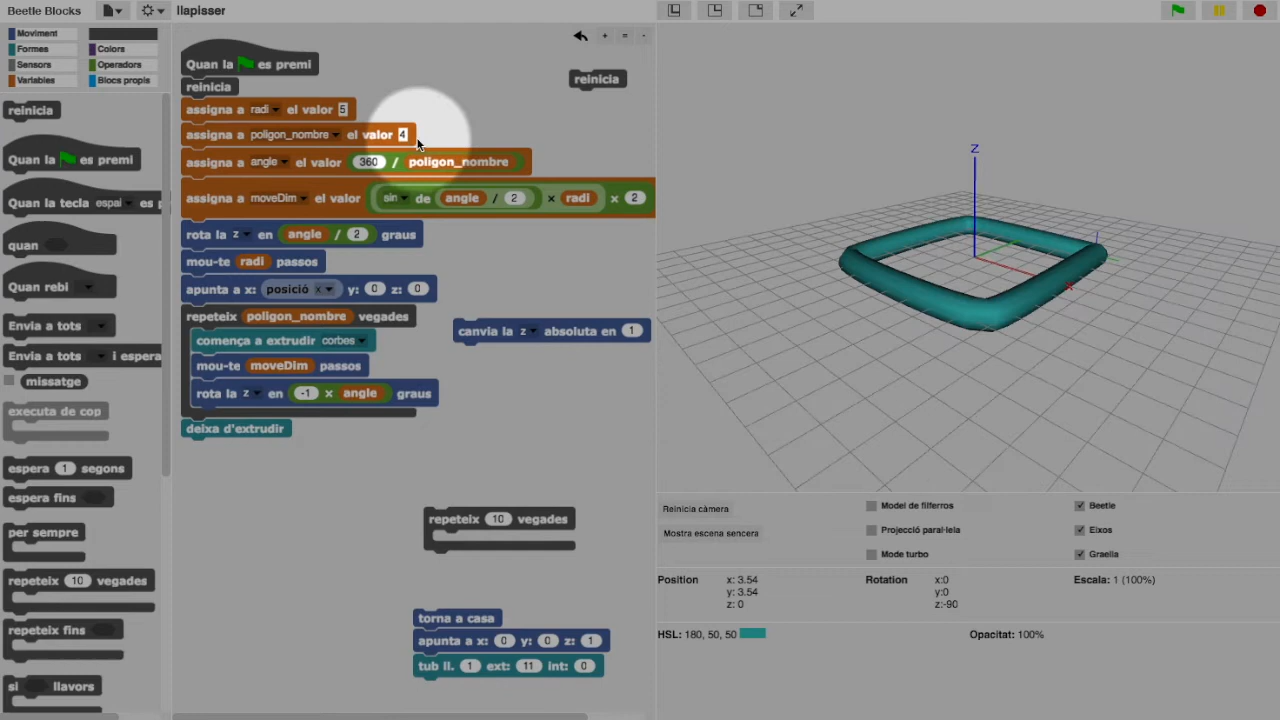 Beetle Blocks
llapisser
Moviment
Formes
Colors
Sensors
Operadors
Variables
Blocs propis
reinicia
Quan la es premi
Quan la tecla espai es p
quan
Quan rebi
Envia a tots
Envia a tots i espera
missatge
executa de cop
espera 1 segons
espera fins
per sempre
repeteix 10 vegades
repeteix fins
si llavors
+ = -
Quan la es premi
reinicia
assigna a radi el valor 5
assigna a poligon_nombre el valor 4
assigna a angle el valor 360 / poligon_nombre
assigna a moveDim el valor sin de angle / 2 × radi × 2
rota la z en angle / 2 graus
mou-te radi passos
apunta a x: posició x y: 0 z: 0
repeteix poligon_nombre vegades
comença a extrudir corbes
mou-te moveDim passos
rota la z en -1 × angle graus
deixa d'extrudir
reinicia
canvia la z absoluta en 1
repeteix 10 vegades
torna a casa
apunta a x: 0 y: 0 z: 1
tub ll. 1 ext: 11 int: 0
Z
Reinicia càmera
Mostra escena sencera
Model de filferros
Projecció paral·lela
Mode turbo
Beetle
Eixos
Graella
Position
x: 3.54
y: 3.54
z: 0
Rotation
x:0
y:0
z:-90
Escala: 1 (100%)
HSL: 180, 50, 50
Opacitat: 100%